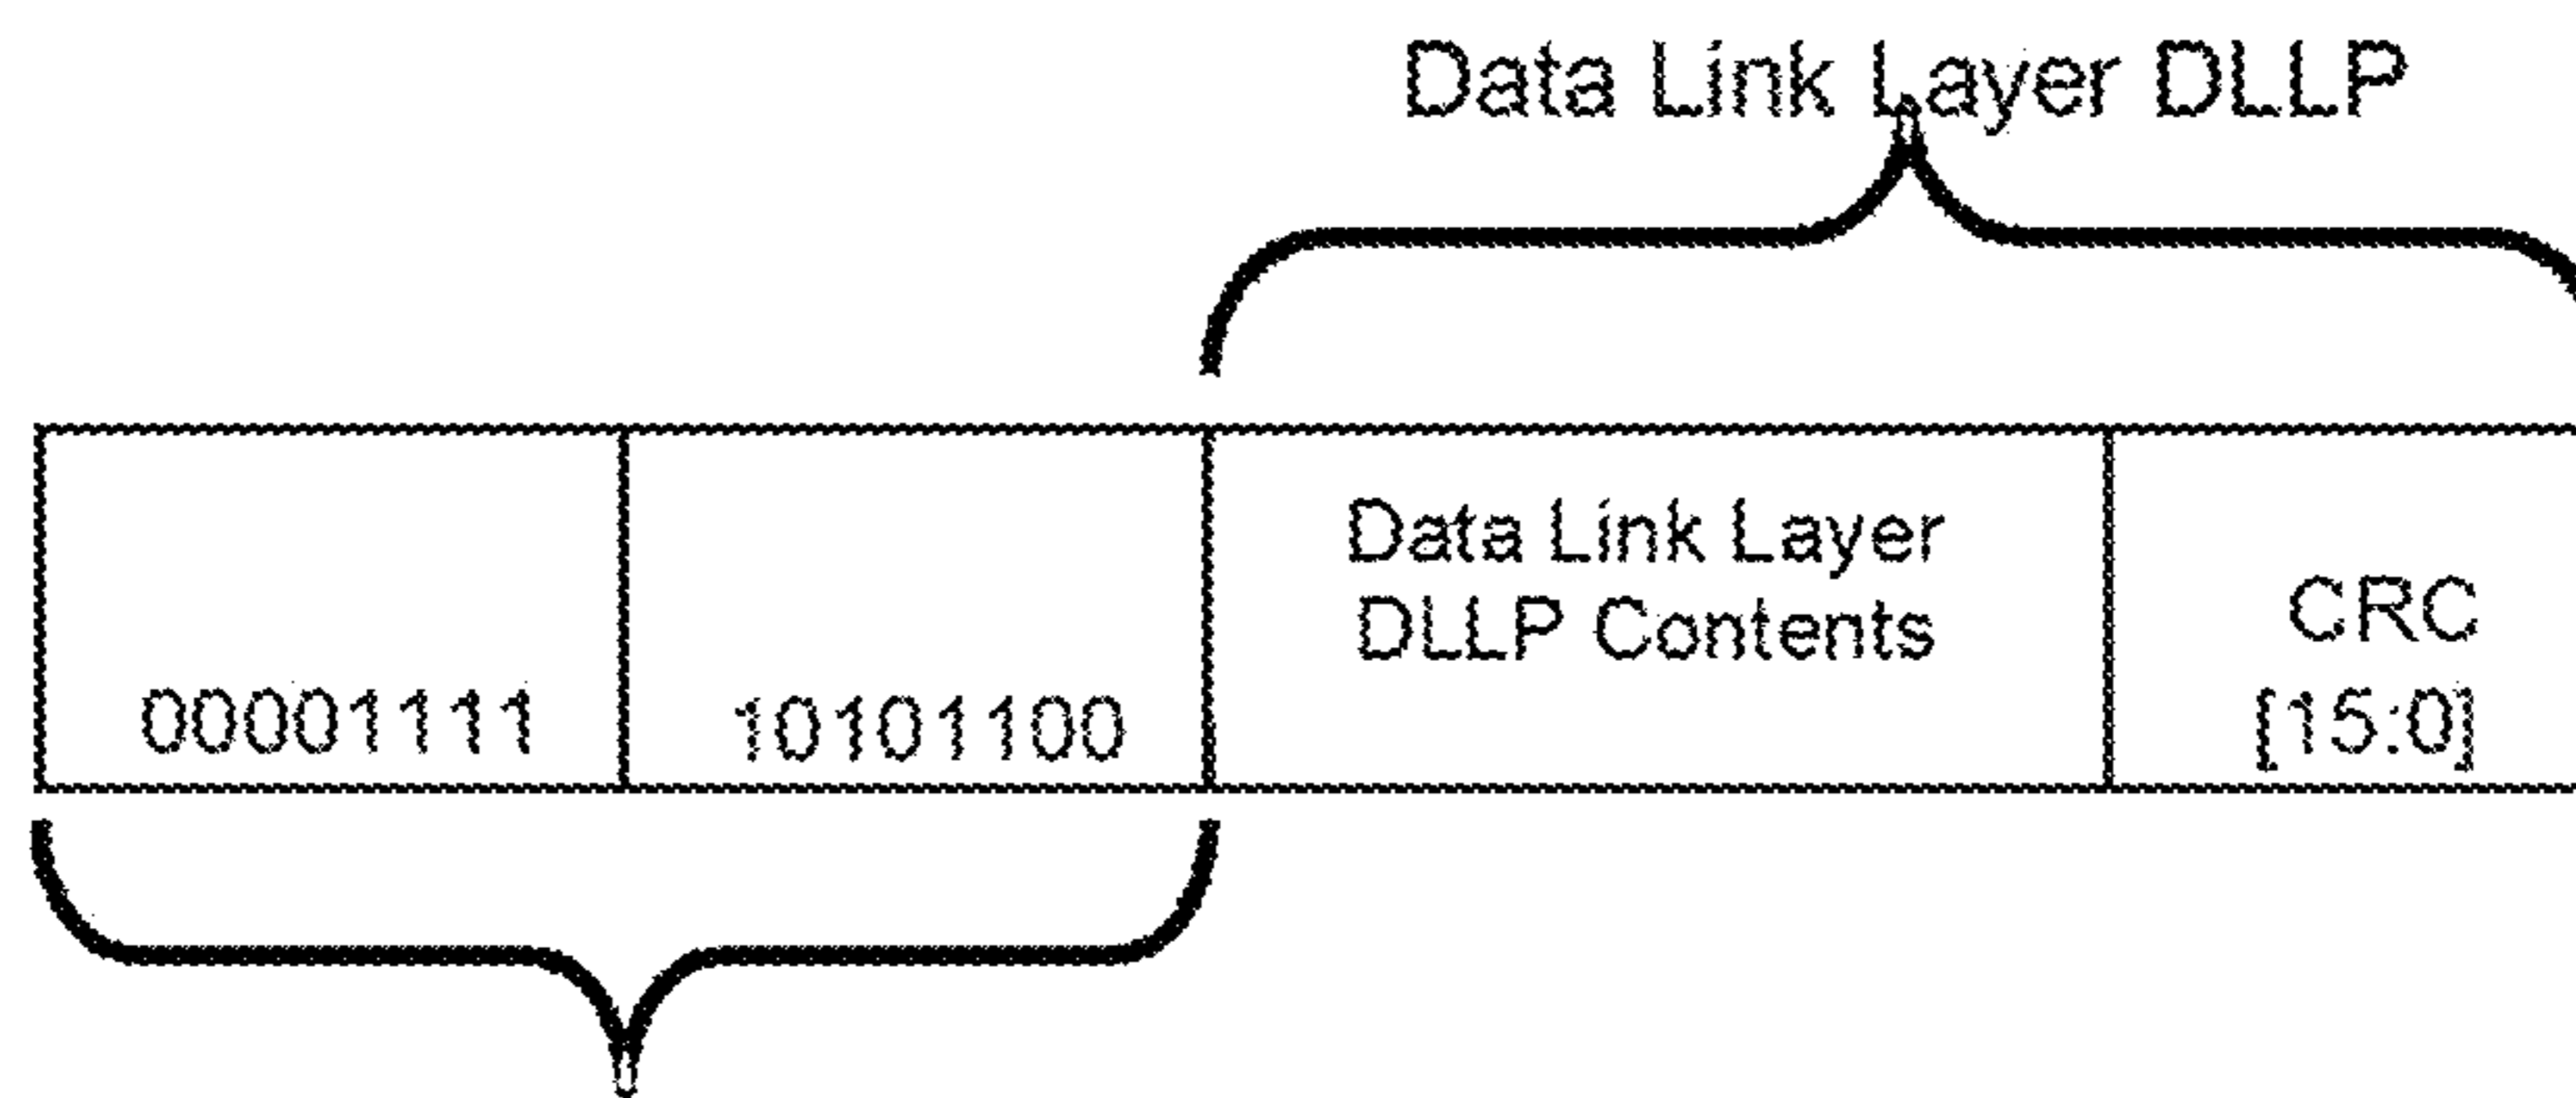 Data Link Layer DLLP
00001111
10101100
Data Link Layer
DLLP Contents
CRC
[15:0]